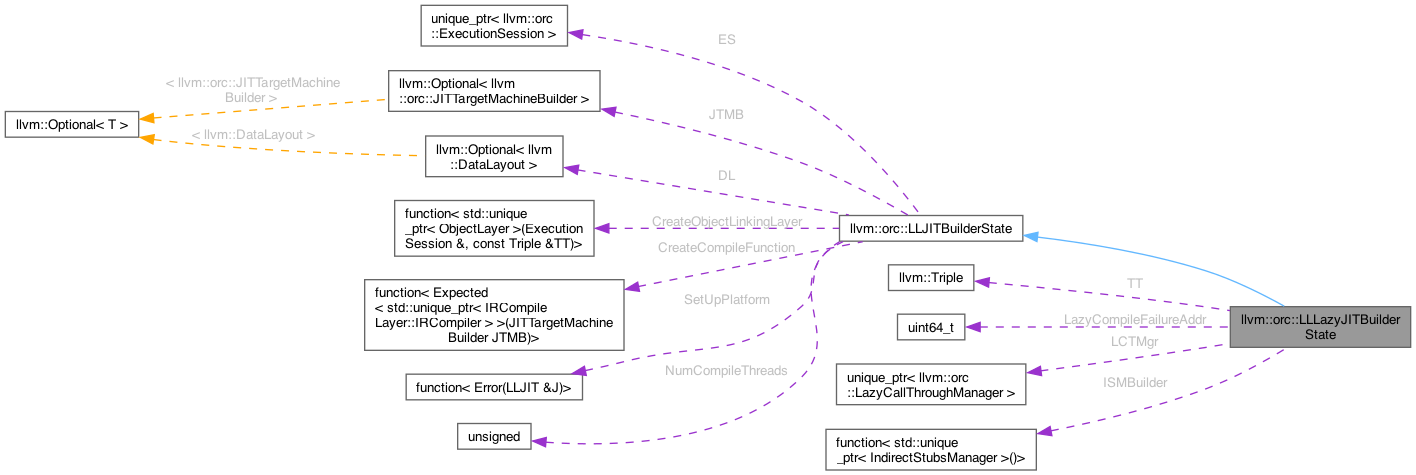 unique_ptr< llvm::orc
::ExecutionSession >
ES
< llvm::orc::JITTargetMachine
Builder >
llvm::Optional< llvm
::orc::JITTargetMachineBuilder >
JTMB
llvm::Optional< T >
< llvm::DataLayout >
llvm::Optional< llvm
::DataLayout >
DL
function< std::unique
_ptr< ObjectLayer >(Execution
Session &, const Triple &TT)>
CreateObjectLinkingLayer
llvm::orc::LLJITBuilderState
CreateCompileFunction
function< Expected
< std::unique_ptr< IRCompile
Layer::IRCompiler > >(JITTargetMachine
Builder JTMB)>
SetUpPlatform
function< Error(LLJIT &J)>
NumCompileThreads
unsigned
llvm::Triple
TT
uint64_t
LazyCompileFailureAddr
llvm::orc::LLLazyJITBuilder
State
LCTMgr
unique_ptr< llvm::orc
::LazyCallThroughManager >
ISMBuilder
function< std::unique
_ptr< IndirectStubsManager >()>